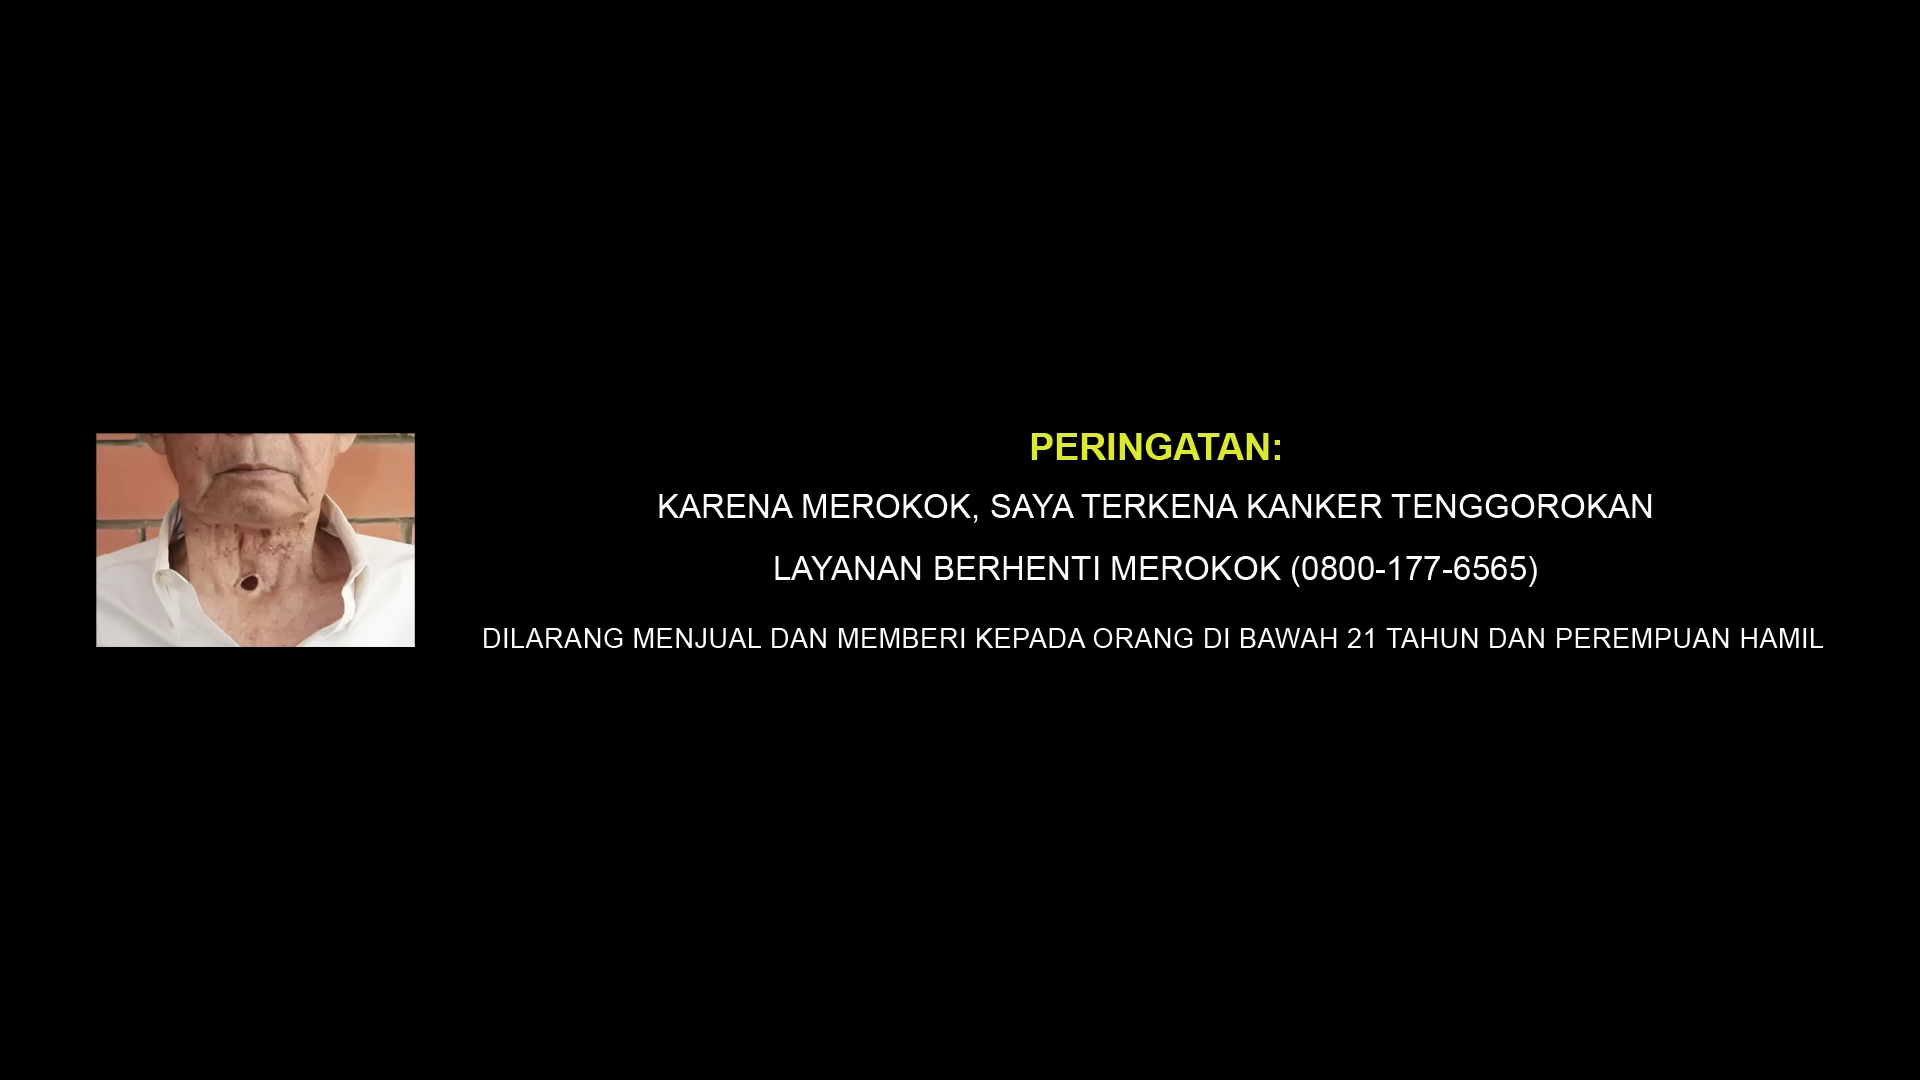 PERINGATAN:
KARENA MEROKOK, SAYA TERKENA KANKER TENGGOROKAN
LAYANAN BERHENTI MEROKOK (0800-177-6565)
DILARANG MENJUAL DAN MEMBERI KEPADA ORANG DI BAWAH 21 TAHUN DAN PEREMPUAN HAMIL